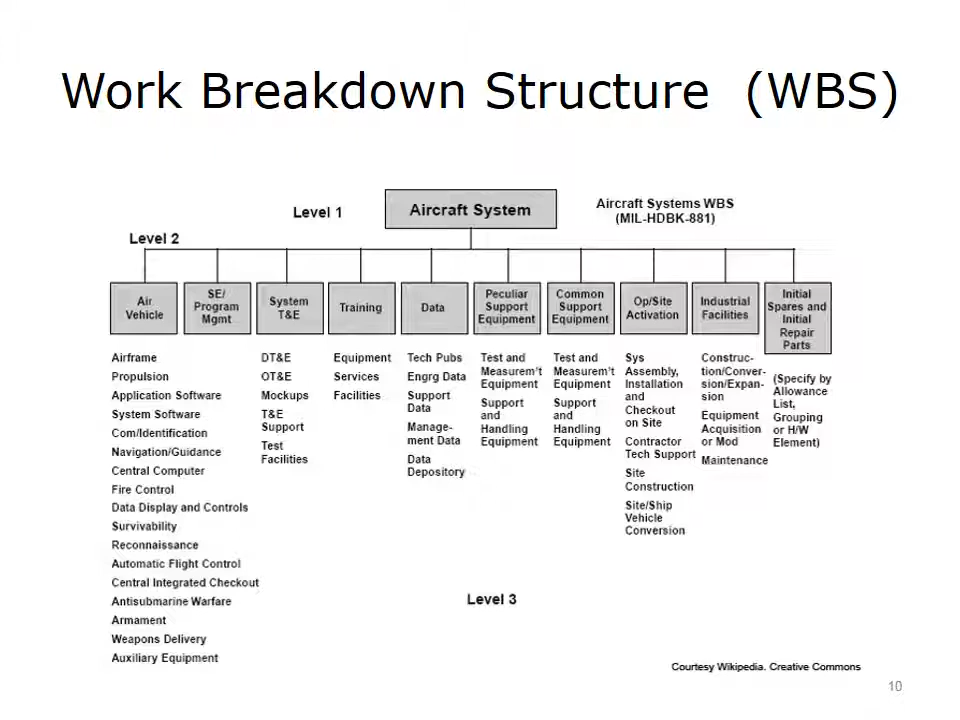 Work Breakdown Structure (WBS)
Level 1
Aircraft System
Aircraft Systems WBS
(MIL-HDBK-881)
Level 2
Air
Vehicle
SE/
Program
Mgmt
System
T&E
Training
Data
Peculiar
Support
Equipment
Common
Support
Equipment
Op/Site
Activation
Industrial
Facilities
Initial
Spares and
Initial
Repair
Parts
Airframe
Propulsion
Application Software
System Software
Com/Identification
Navigation/Guidance
Central Computer
Fire Control
Data Display and Controls
Survivability
Reconnaissance
Automatic Flight Control
Central Integrated Checkout
Antisubmarine Warfare
Armament
Weapons Delivery
Auxiliary Equipment
DT&E
OT&E
Mockups
T&E
Support
Test
Facilities
Equipment
Services
Facilities
Tech Pubs
Engrg Data
Support
Data
Manage-
ment Data
Data
Depository
Test and
Measurem't
Equipment
Support
and
Handling
Equipment
Test and
Measurem't
Equipment
Support
and
Handling
Equipment
Sys
Assembly,
Installation
and
Checkout
on Site
Contractor
Tech Support
Site
Construction
Site/Ship
Vehicle
Conversion
Construc-
tion/Conver-
sion/Expan-
sion
Equipment
Acquisition
or Mod
Maintenance
(Specify by
Allowance
List,
Grouping
or H/W
Element)
Level 3
Courtesy Wikipedia. Creative Commons
10